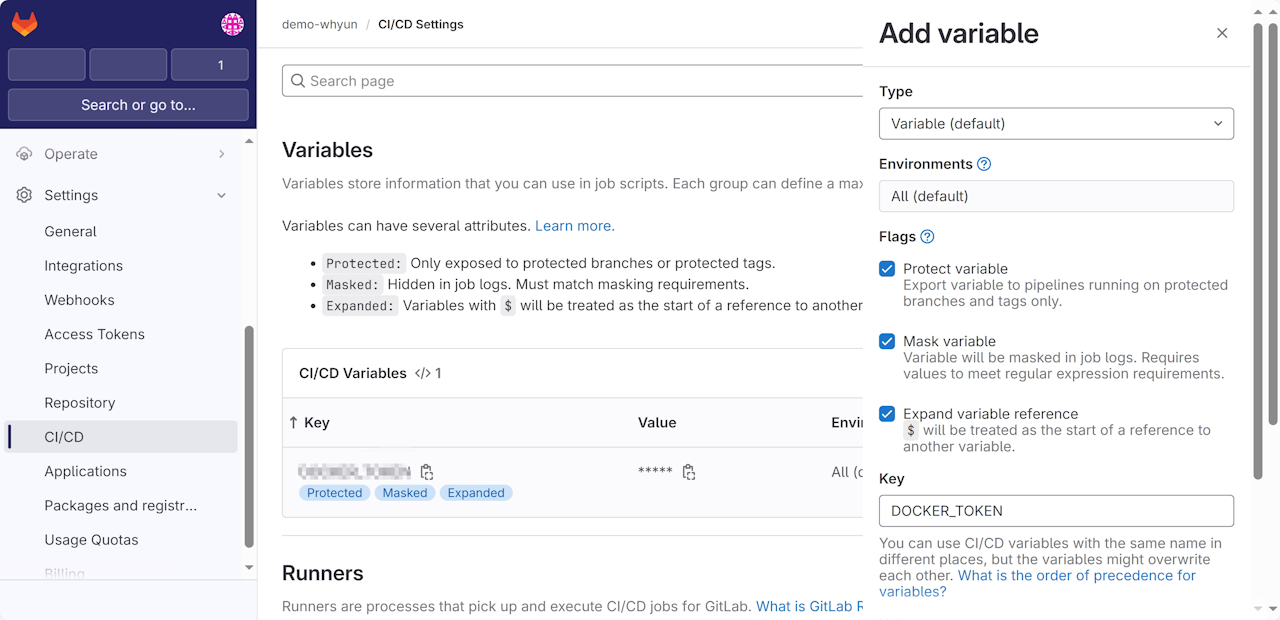 1
Search or go to...
Operate
Settings
General
Integrations
Webhooks
Access Tokens
Projects
Repository
CI/CD
Applications
Packages and registr...
Usage Quotas
Billing
demo-whyun / CI/CD Settings
Search page
Variables
Variables store information that you can use in job scripts. Each group can define a max
Variables can have several attributes. Learn more.
Protected: Only exposed to protected branches or protected tags.
Masked: Hidden in job logs. Must match masking requirements.
Expanded: Variables with $ will be treated as the start of a reference to another
CI/CD Variables </> 1
↑ Key Value Envi
***** All (
Protected Masked Expanded
Runners
Runners are processes that pick up and execute CI/CD jobs for GitLab. What is GitLab R
Add variable
Type
Variable (default)
Environments
All (default)
Flags
Protect variable
Export variable to pipelines running on protected
branches and tags only.
Mask variable
Variable will be masked in job logs. Requires
values to meet regular expression requirements.
Expand variable reference
$ will be treated as the start of a reference to
another variable.
Key
DOCKER_TOKEN
You can use CI/CD variables with the same name in
different places, but the variables might overwrite
each other. What is the order of precedence for
variables?